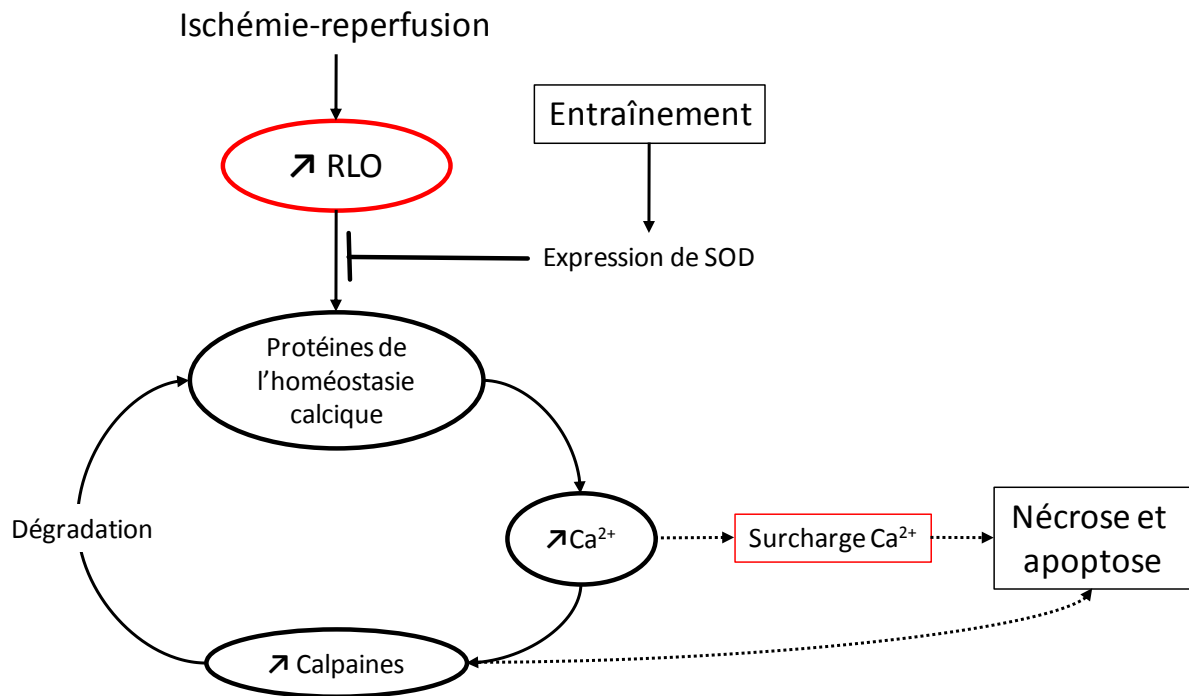 Ischémie-reperfusion
Entraînement
↗ RLO
Expression de SOD
Protéines de
l'homéostasie
calcique
Dégradation
↗Ca²⁺
Surcharge Ca²⁺
Nécrose et
apoptose
↗ Calpaines